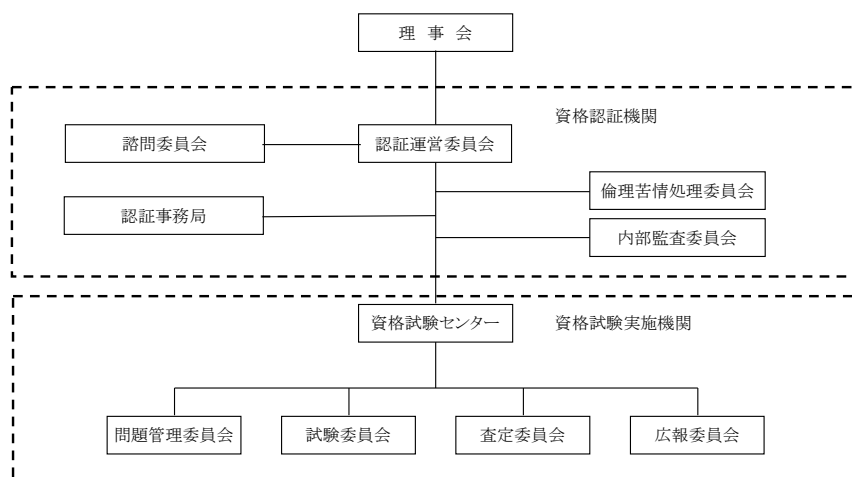 理 事 会
資格認証機関
諮問委員会
認証運営委員会
倫理苦情処理委員会
認証事務局
内部監査委員会
資格試験センター
資格試験実施機関
問題管理委員会
試験委員会
査定委員会
広報委員会